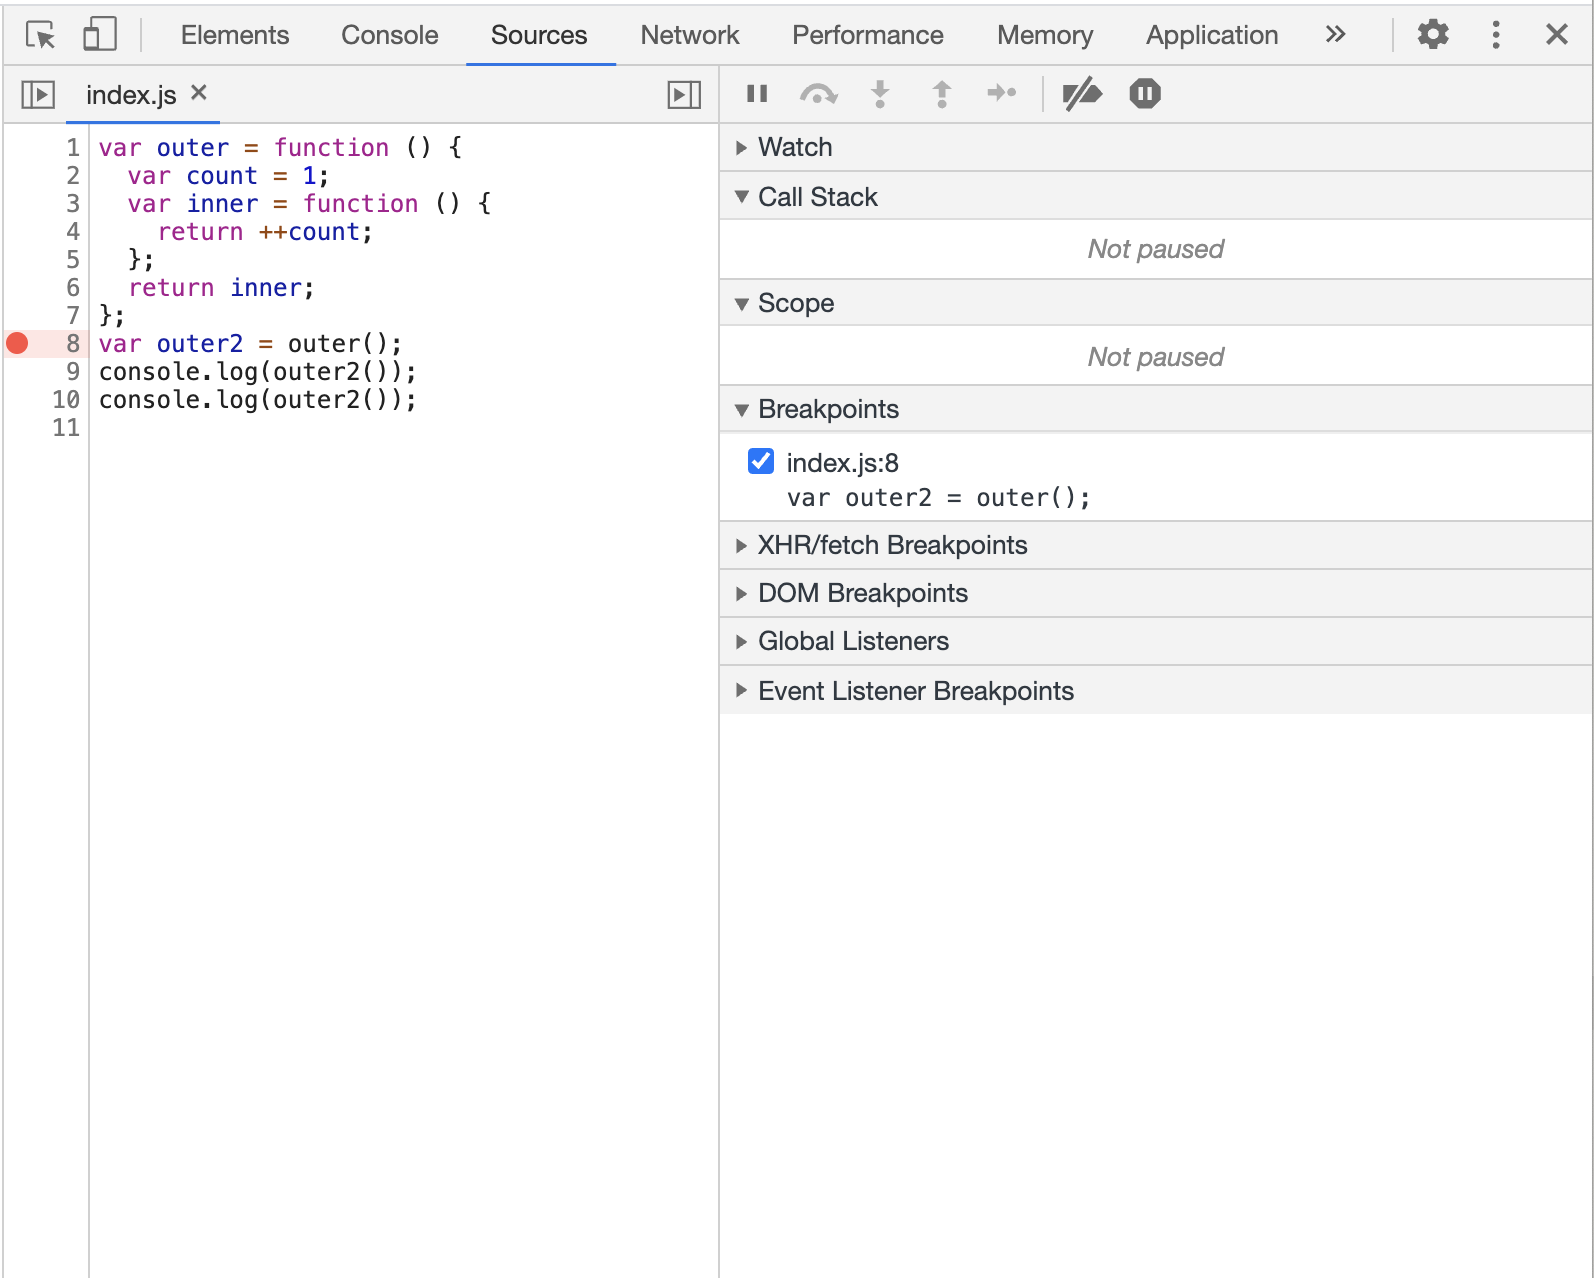 Elements Console Sources Network Performance Memory Application »
index.js ×
1 var outer = function () {
2   var count = 1;
3   var inner = function () {
4     return ++count;
5   };
6   return inner;
7 };
8 var outer2 = outer();
9 console.log(outer2());
10 console.log(outer2());
11
Watch
Call Stack
Not paused
Scope
Not paused
Breakpoints
index.js:8
var outer2 = outer();
XHR/fetch Breakpoints
DOM Breakpoints
Global Listeners
Event Listener Breakpoints